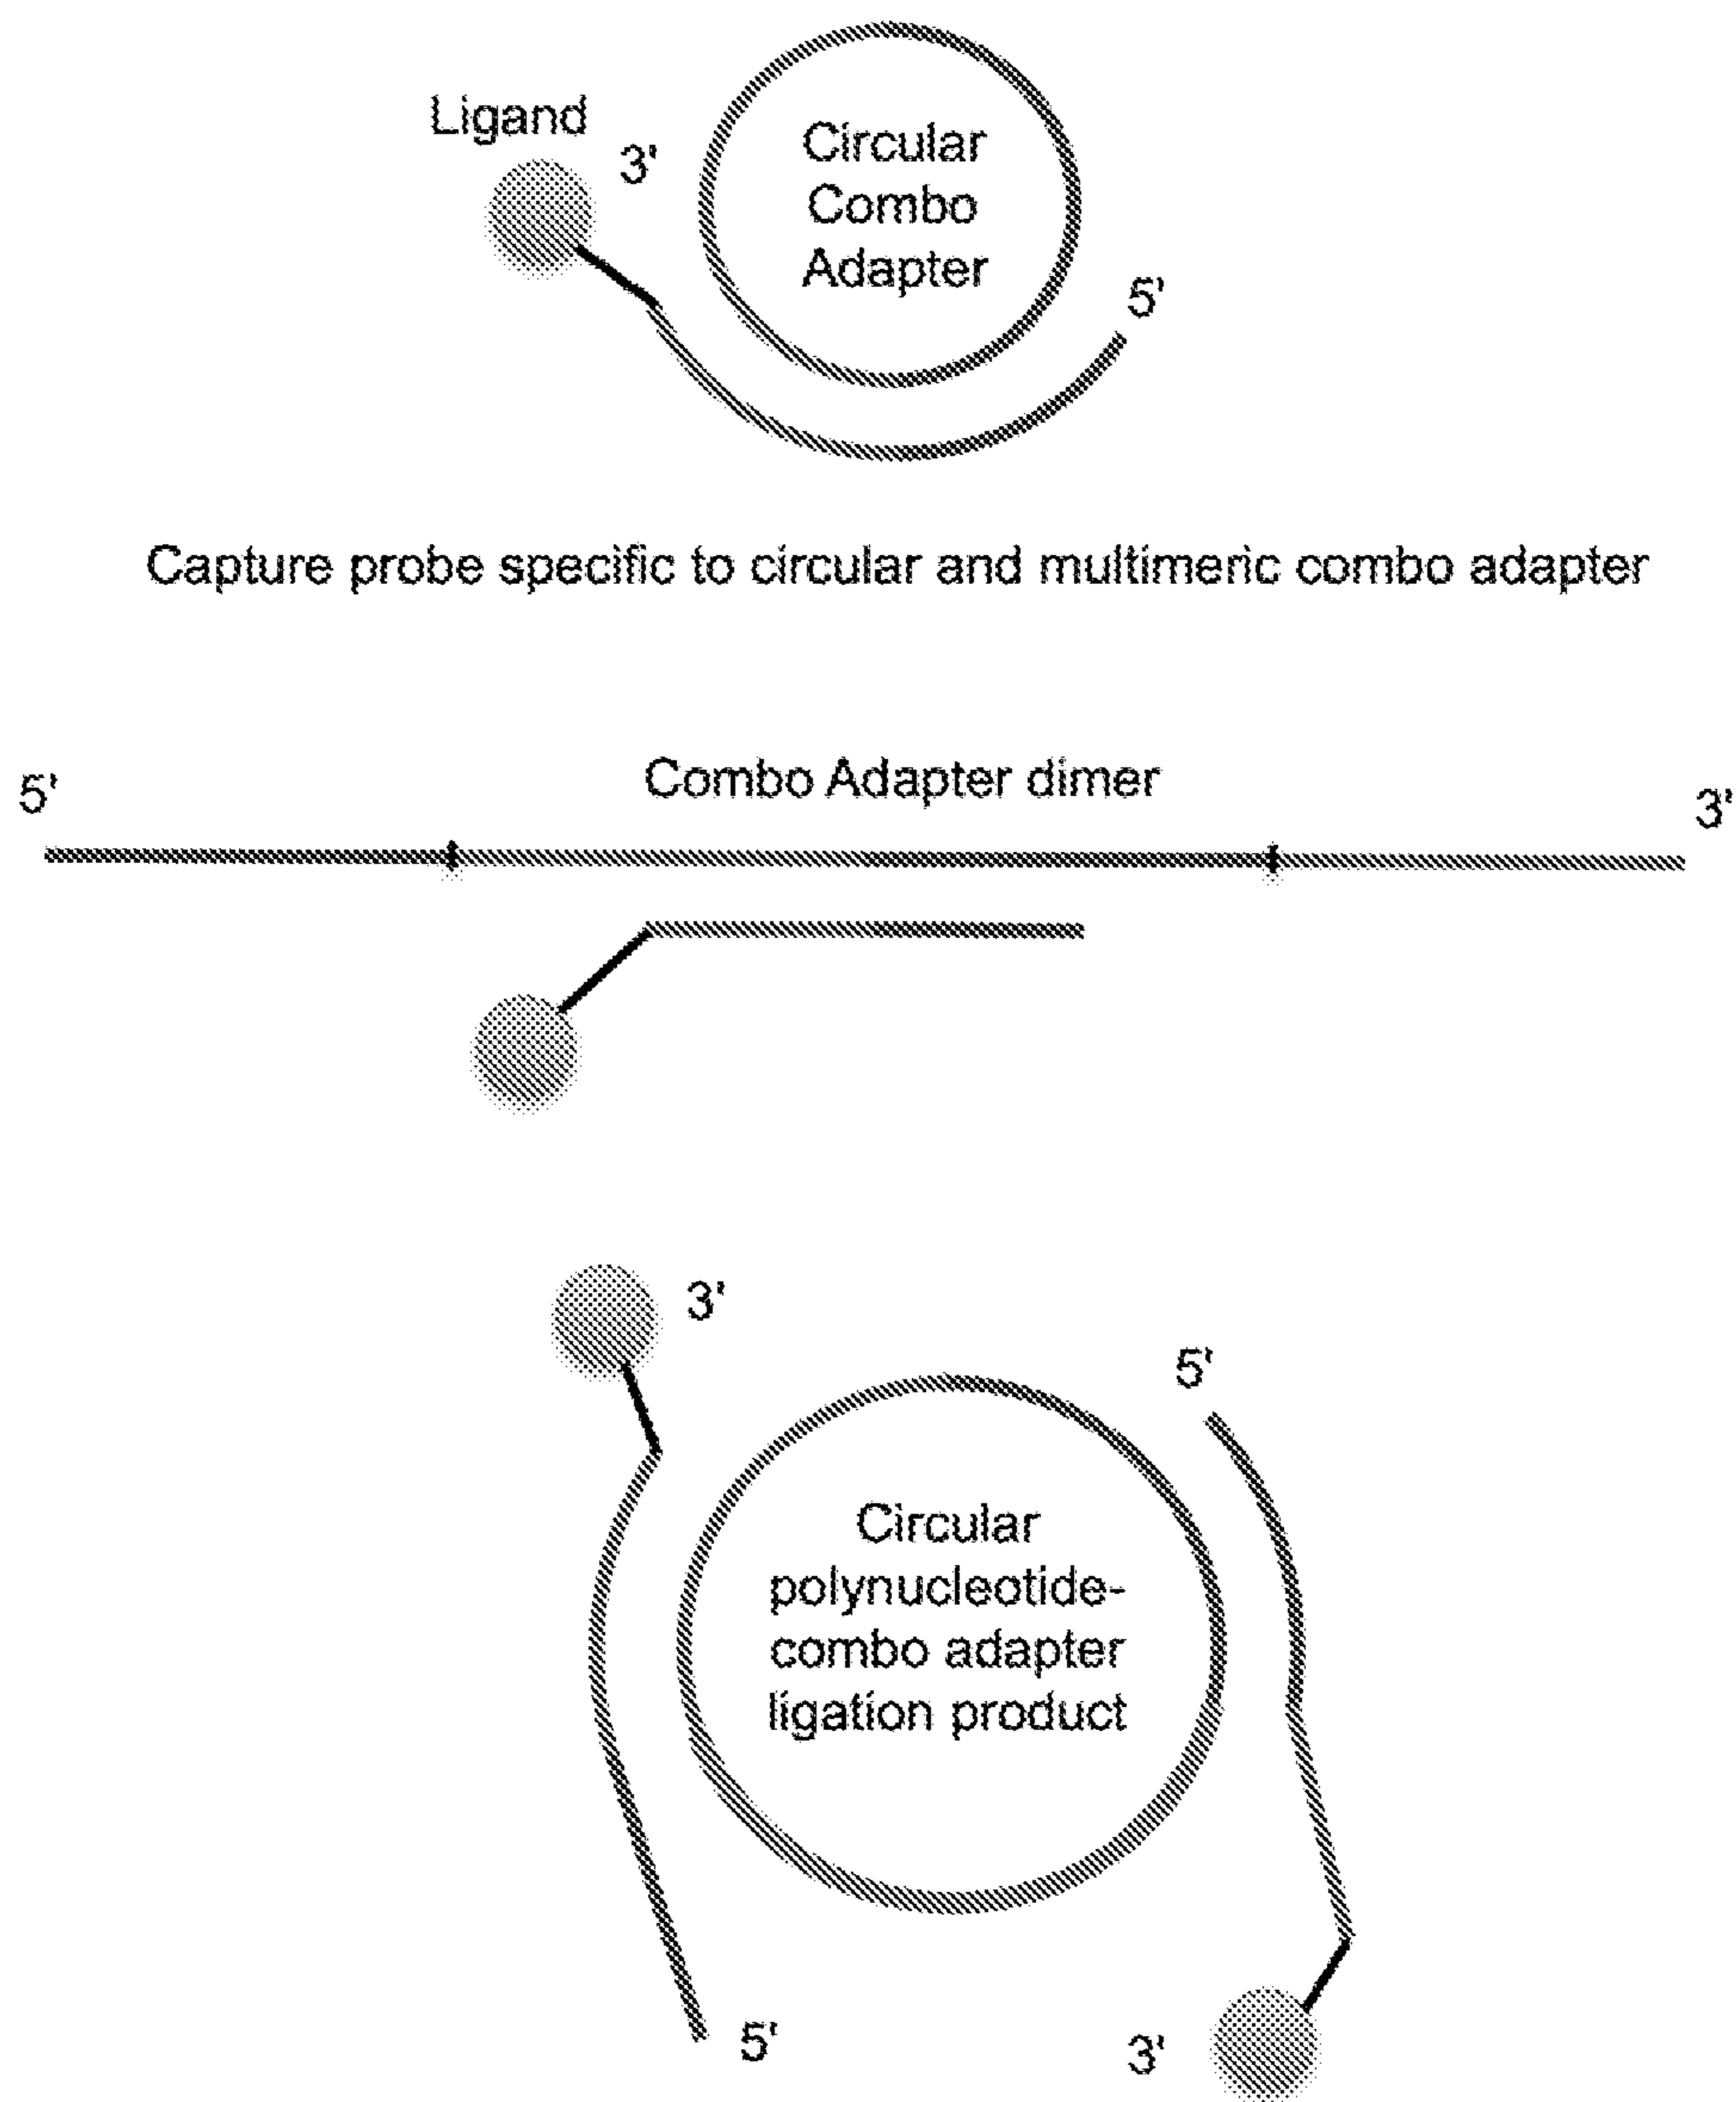 Ligand
3'
Circular
Combo
Adapter
5'
Capture probe specific to circular and multimeric combo adapter
Combo Adapter dimer
5'
3'
3'
5'
Circular
polynucleotide-
combo adapter
ligation product
5'
3'